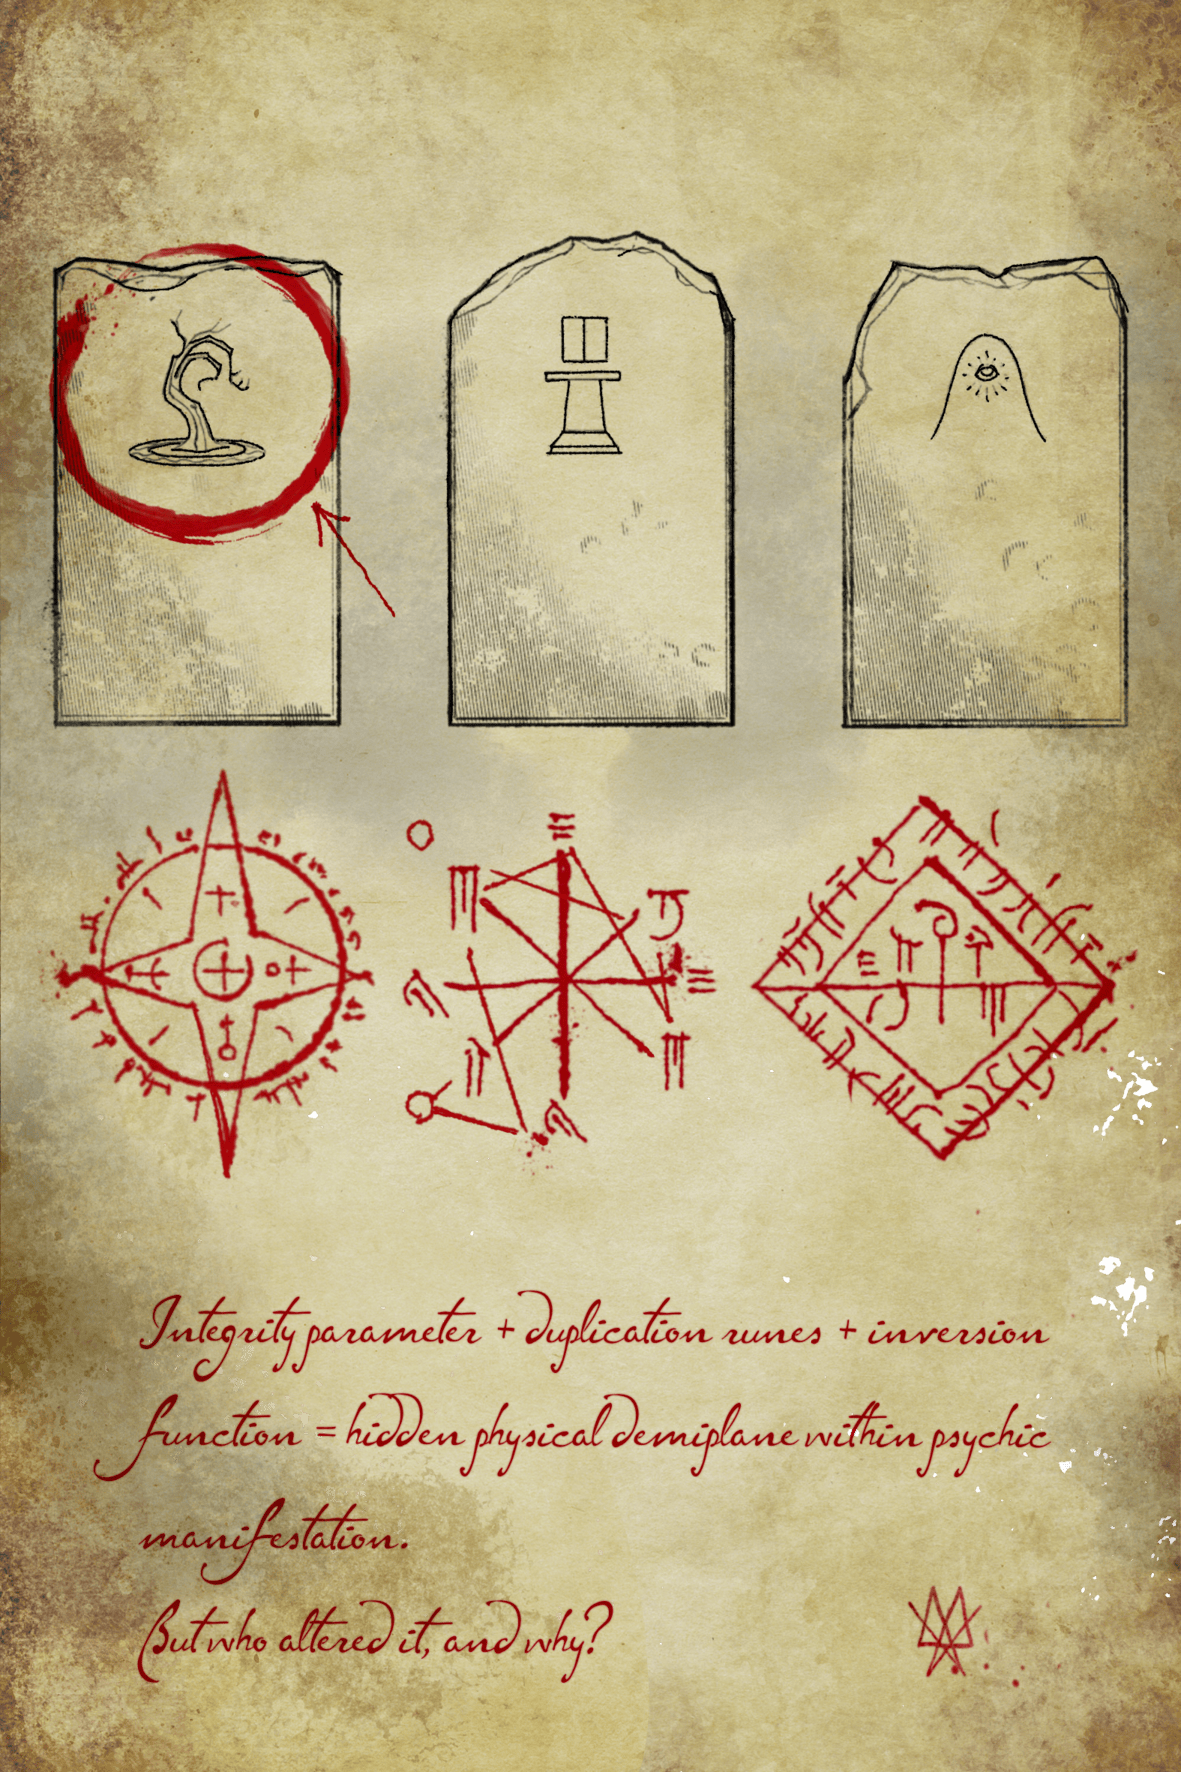 Integrity parameter + duplication runes + inversion
function = hidden physical demiplane within psychic
manifestation.
But who altered it, and why?